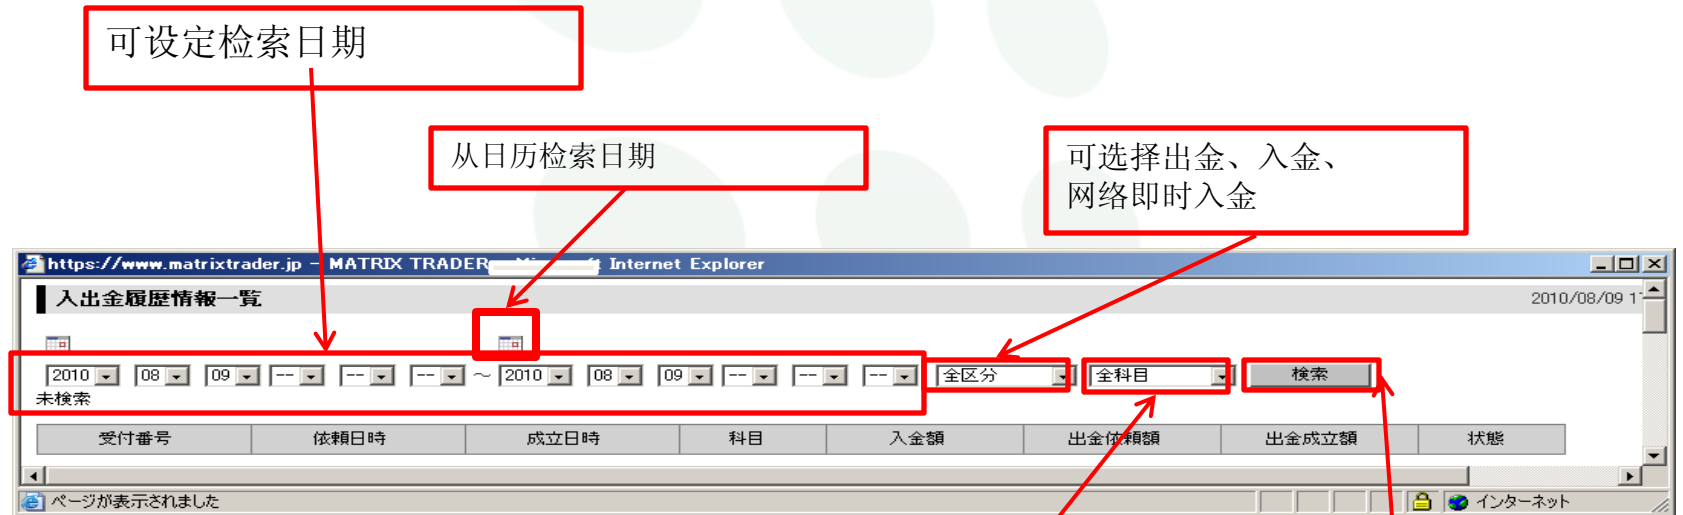 可设定检索日期
从日历检索日期
可选择出金、入金、
网络即时入金
https://www.matrixtrader.jp - MATRIX TRADER Internet Explorer
入出金履歴情報一覧
2010/08/09 1
2010 08 09 -- -- -- ～ 2010 08 09 -- -- -- 全区分 全科目 検索
未検索
受付番号 依頼日時 成立日時 科目 入金額 出金依頼額 出金成立額 状態
ページが表示されました インターネット